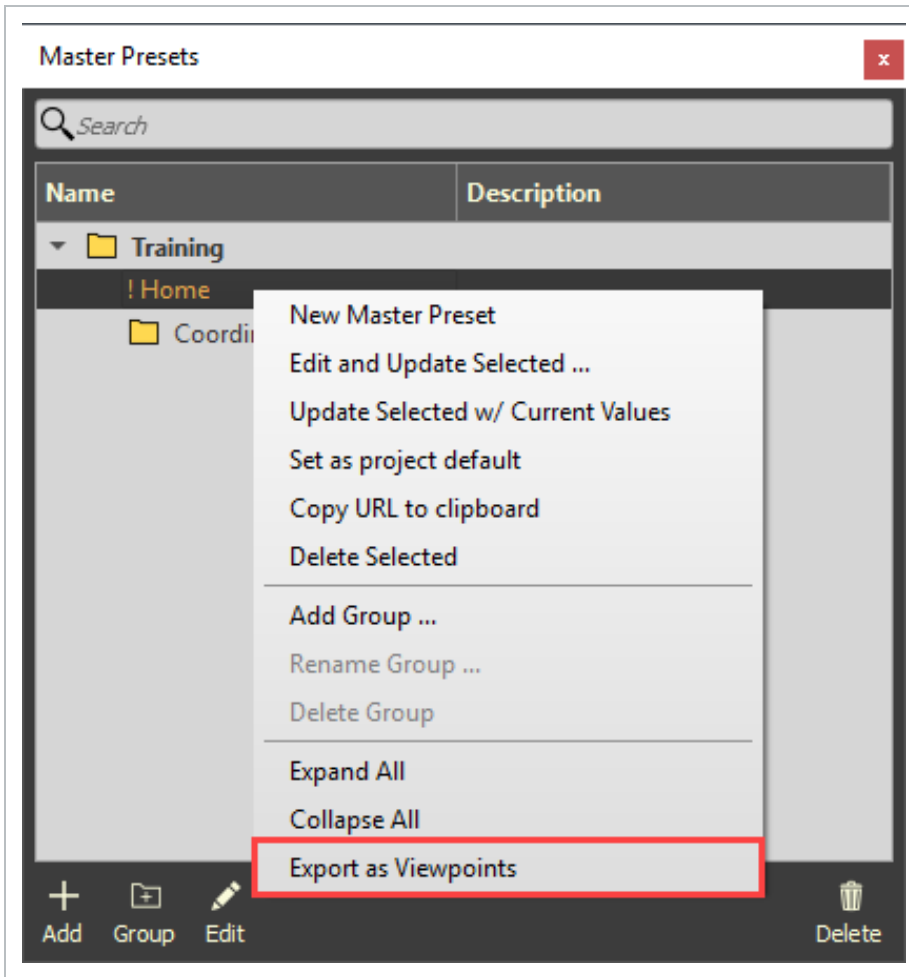 Master Presets
x
Search
Name Description
Training
! Home
Coordi
New Master Preset
Edit and Update Selected ...
Update Selected w/ Current Values
Set as project default
Copy URL to clipboard
Delete Selected
Add Group ...
Rename Group ...
Delete Group
Expand All
Collapse All
Export as Viewpoints
Add Group Edit Delete